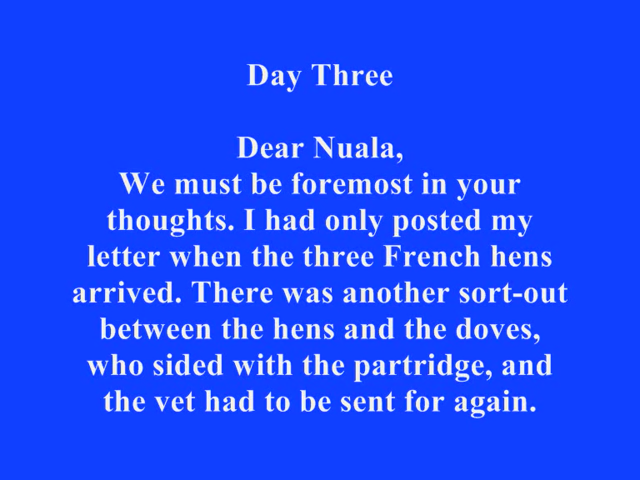 Day Three
Dear Nuala,
We must be foremost in your
thoughts. I had only posted my
letter when the three French hens
arrived. There was another sort-out
between the hens and the doves,
who sided with the partridge, and
the vet had to be sent for again.